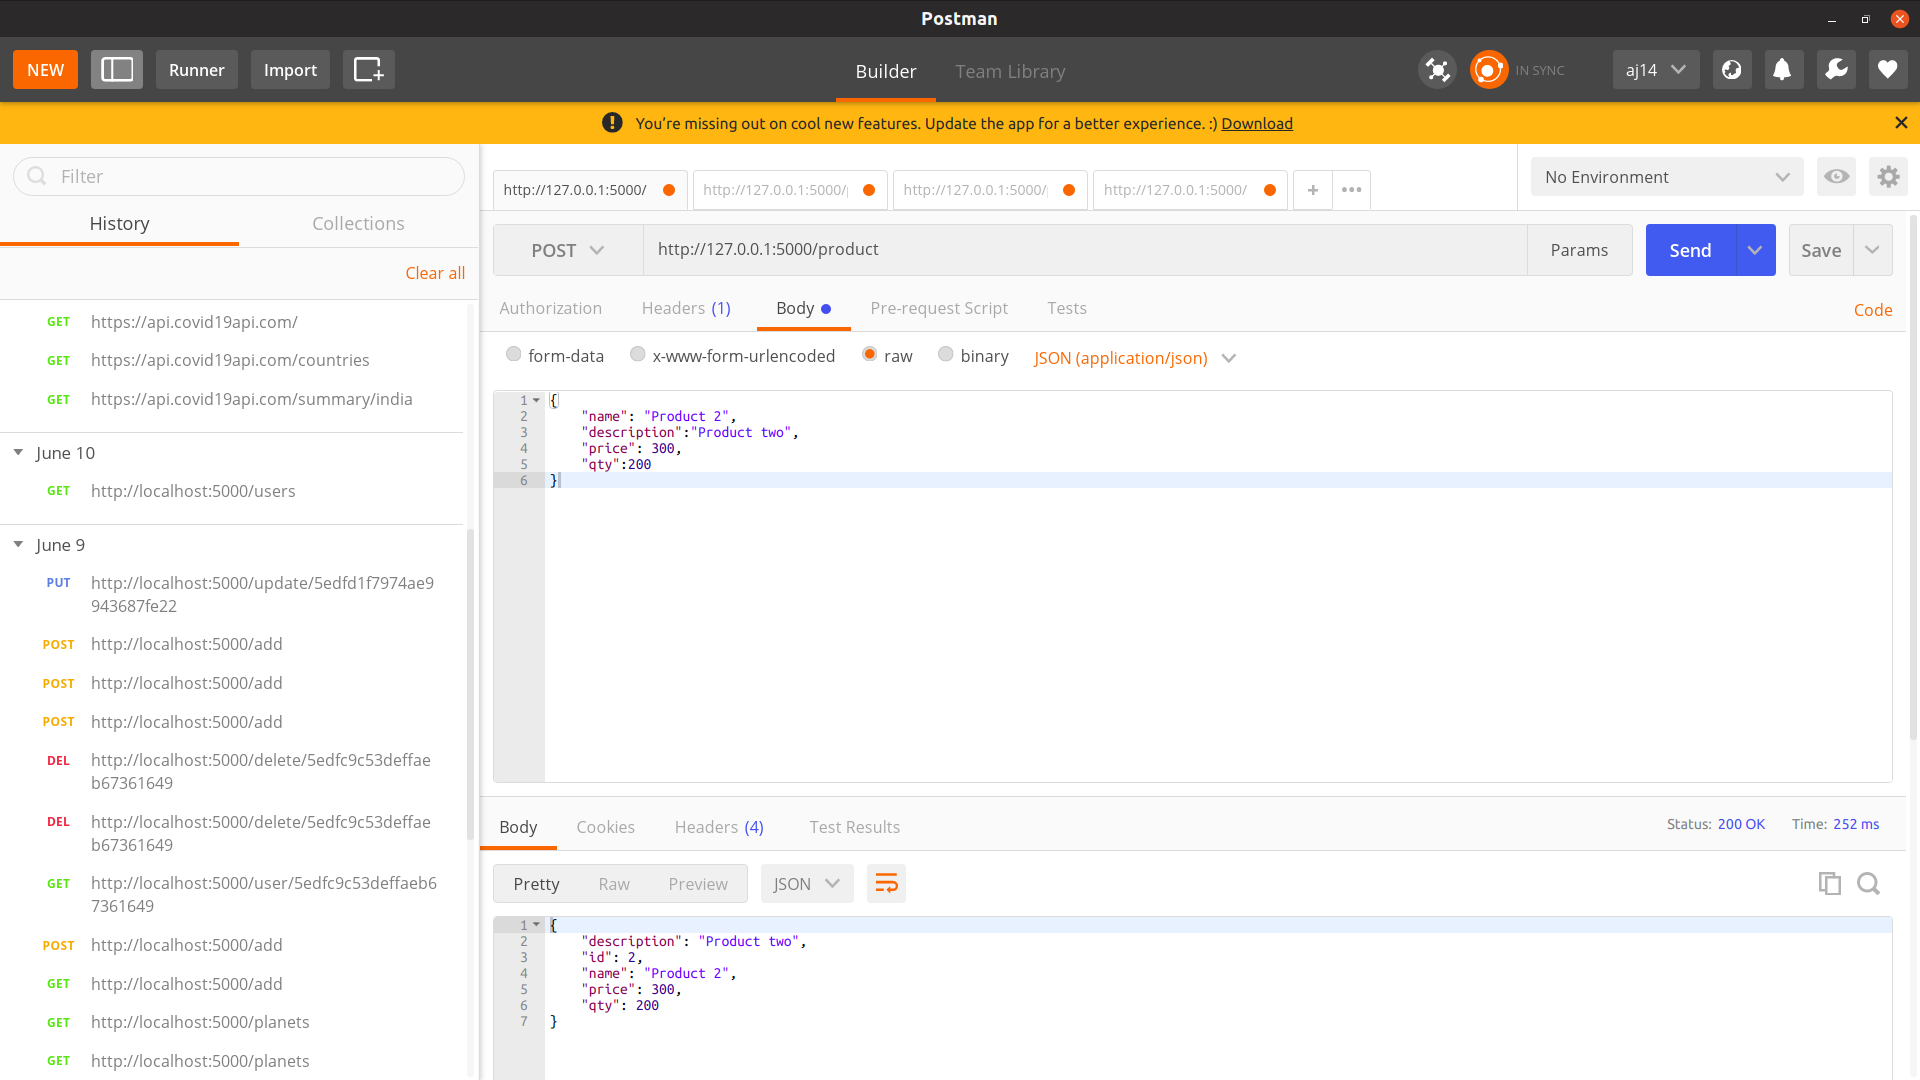 Postman
NEW
Runner
Import
Builder
Team Library
IN SYNC
aj14
You’re missing out on cool new features. Update the app for a better experience. :) Download
Filter
History
Collections
Clear all
GET https://api.covid19api.com/
GET https://api.covid19api.com/countries
GET https://api.covid19api.com/summary/india
June 10
GET http://localhost:5000/users
June 9
PUT http://localhost:5000/update/5edfd1f7974ae9
943687fe22
POST http://localhost:5000/add
POST http://localhost:5000/add
POST http://localhost:5000/add
DEL http://localhost:5000/delete/5edfc9c53deffae
b67361649
DEL http://localhost:5000/delete/5edfc9c53deffae
b67361649
GET http://localhost:5000/user/5edfc9c53deffaeb6
7361649
POST http://localhost:5000/add
GET http://localhost:5000/add
GET http://localhost:5000/planets
GET http://localhost:5000/planets
http://127.0.0.1:5000/
http://127.0.0.1:5000/
http://127.0.0.1:5000/
http://127.0.0.1:5000/
+
•••
No Environment
POST
http://127.0.0.1:5000/product
Params
Send
Save
Authorization
Headers (1)
Body
Pre-request Script
Tests
Code
form-data
x-www-form-urlencoded
raw
binary
JSON (application/json)
1 {
2 "name": "Product 2",
3 "description":"Product two",
4 "price": 300,
5 "qty":200
6 }
Body
Cookies
Headers (4)
Test Results
Status: 200 OK
Time: 252 ms
Pretty
Raw
Preview
JSON
1 {
2 "description": "Product two",
3 "id": 2,
4 "name": "Product 2",
5 "price": 300,
6 "qty": 200
7 }